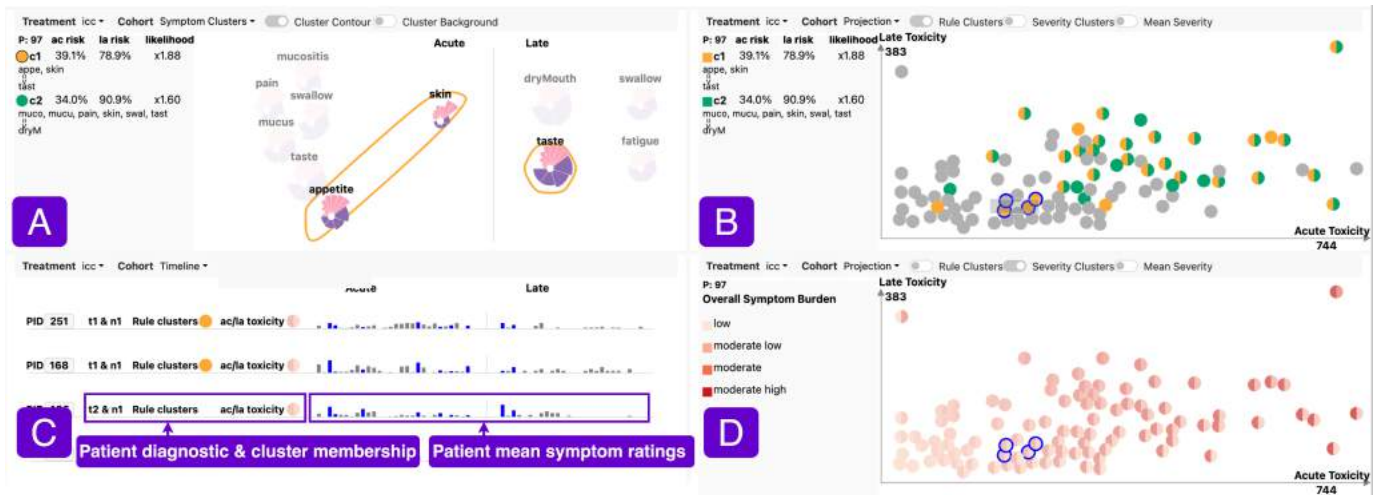 Treatment icc Cohort Symptom Clusters Cluster Contour Cluster Background
P: 97 ac risk la risk likelihood
c1 39.1% 78.9% x1.88
appe, skin
tast
c2 34.0% 90.9% x1.60
muco, mucu, pain, skin, swal, tast
dryM
Acute Late
mucositis
pain
swallow
mucus
taste
appetite
skin
dryMouth swallow
taste fatigue
A
Treatment icc Cohort Projection Rule Clusters Severity Clusters Mean Severity
P: 97 ac risk la risk likelihood
c1 39.1% 78.9% x1.88
appe, skin
tast
c2 34.0% 90.9% x1.60
muco, mucu, pain, skin, swal, tast
dryM
Late Toxicity
383
Acute Toxicity
744
B
Treatment icc Cohort Timeline
Acute Late
PID 251 t1 & n1 Rule clusters ac/la toxicity
PID 168 t1 & n1 Rule clusters ac/la toxicity
t2 & n1 Rule clusters ac/la toxicity
C
Patient diagnostic & cluster membership
Patient mean symptom ratings
Treatment icc Cohort Projection Rule Clusters Severity Clusters Mean Severity
P: 97
Overall Symptom Burden
low
moderate low
moderate
moderate high
Late Toxicity
383
Acute Toxicity
744
D